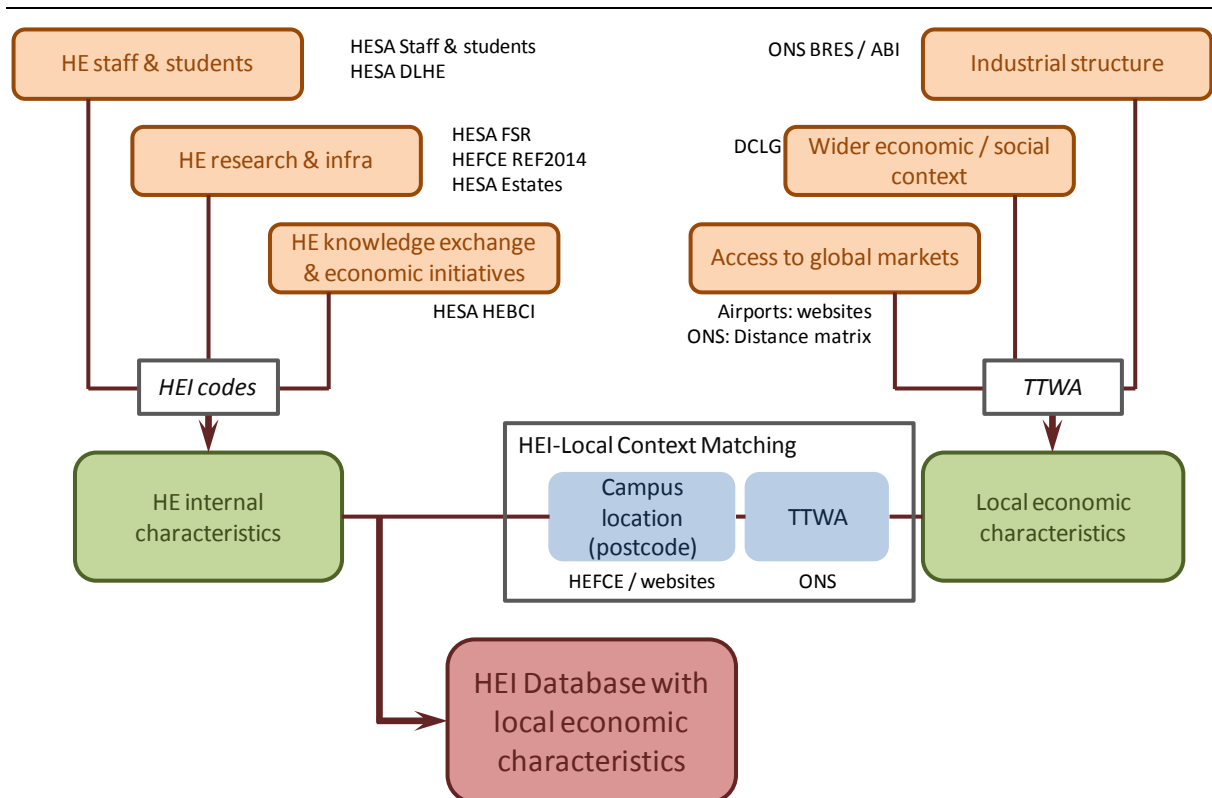 HE staff & students
HESA Staff & students
HESA DLHE
ONS BRES / ABI
Industrial structure
HE research & infra
HESA FSR
HEFCE REF2014
HESA Estates
DCLG
Wider economic / social
context
HE knowledge exchange
& economic initiatives
HESA HEBCI
Access to global markets
Airports: websites
ONS: Distance matrix
HEI codes
TTWA
HE internal
characteristics
HEI-Local Context Matching
Campus
location
(postcode)
TTWA
HEFCE / websites
ONS
Local economic
characteristics
HEI Database with
local economic
characteristics